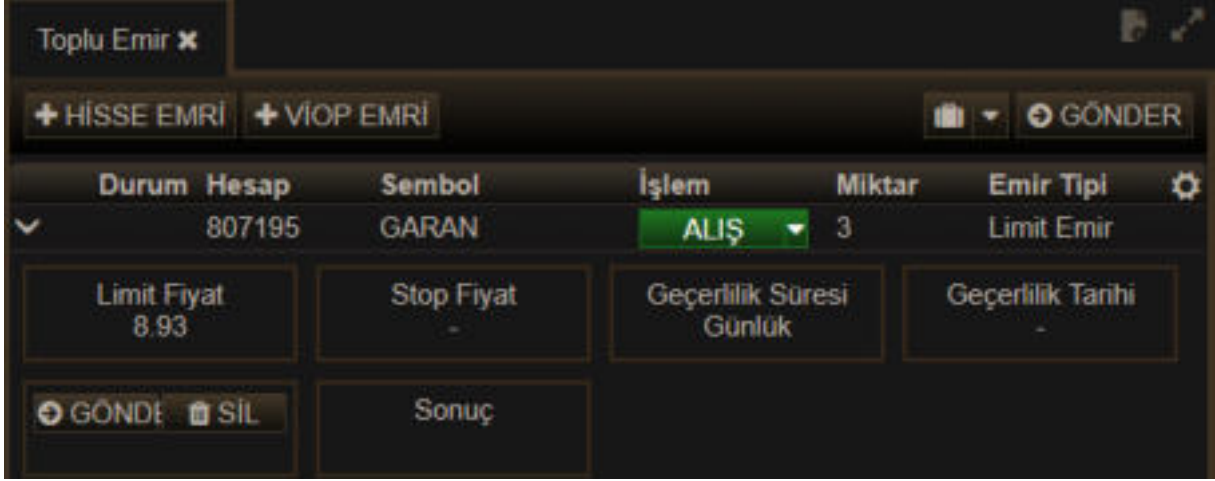 Toplu Emir
HİSSE EMRİ VİOP EMRİ GÖNDER
Durum Hesap Sembol İşlem Miktar Emir Tipi
807195 GARAN ALIŞ 3 Limit Emir
Limit Fiyat Stop Fiyat Geçerlilik Süresi Geçerlilik Tarihi
8.93 - Günlük -
GÖNDE SİL Sonuç